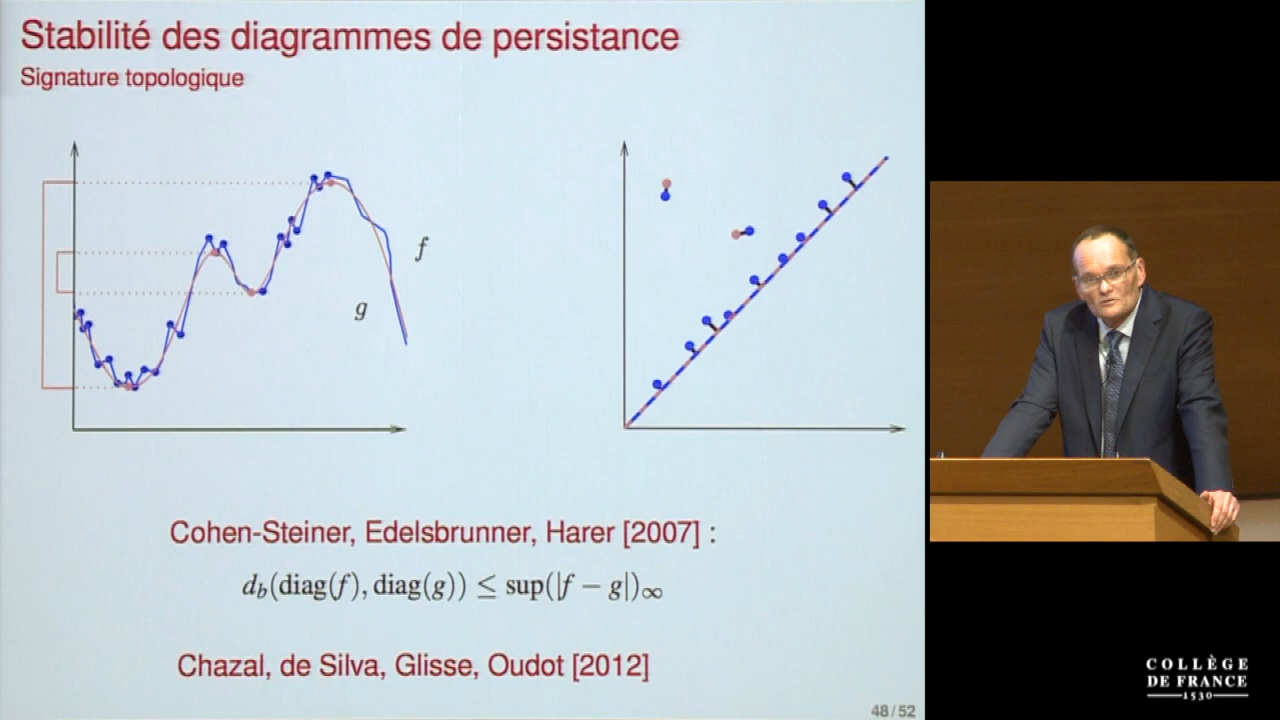 Stabilité des diagrammes de persistance
Signature topologique
f
g
Cohen-Steiner, Edelsbrunner, Harer [2007] :
d_b(diag(f), diag(g)) ≤ sup(|f − g|)_∞
Chazal, de Silva, Glisse, Oudot [2012]
48/52
COLLÈGE
DE FRANCE
1530